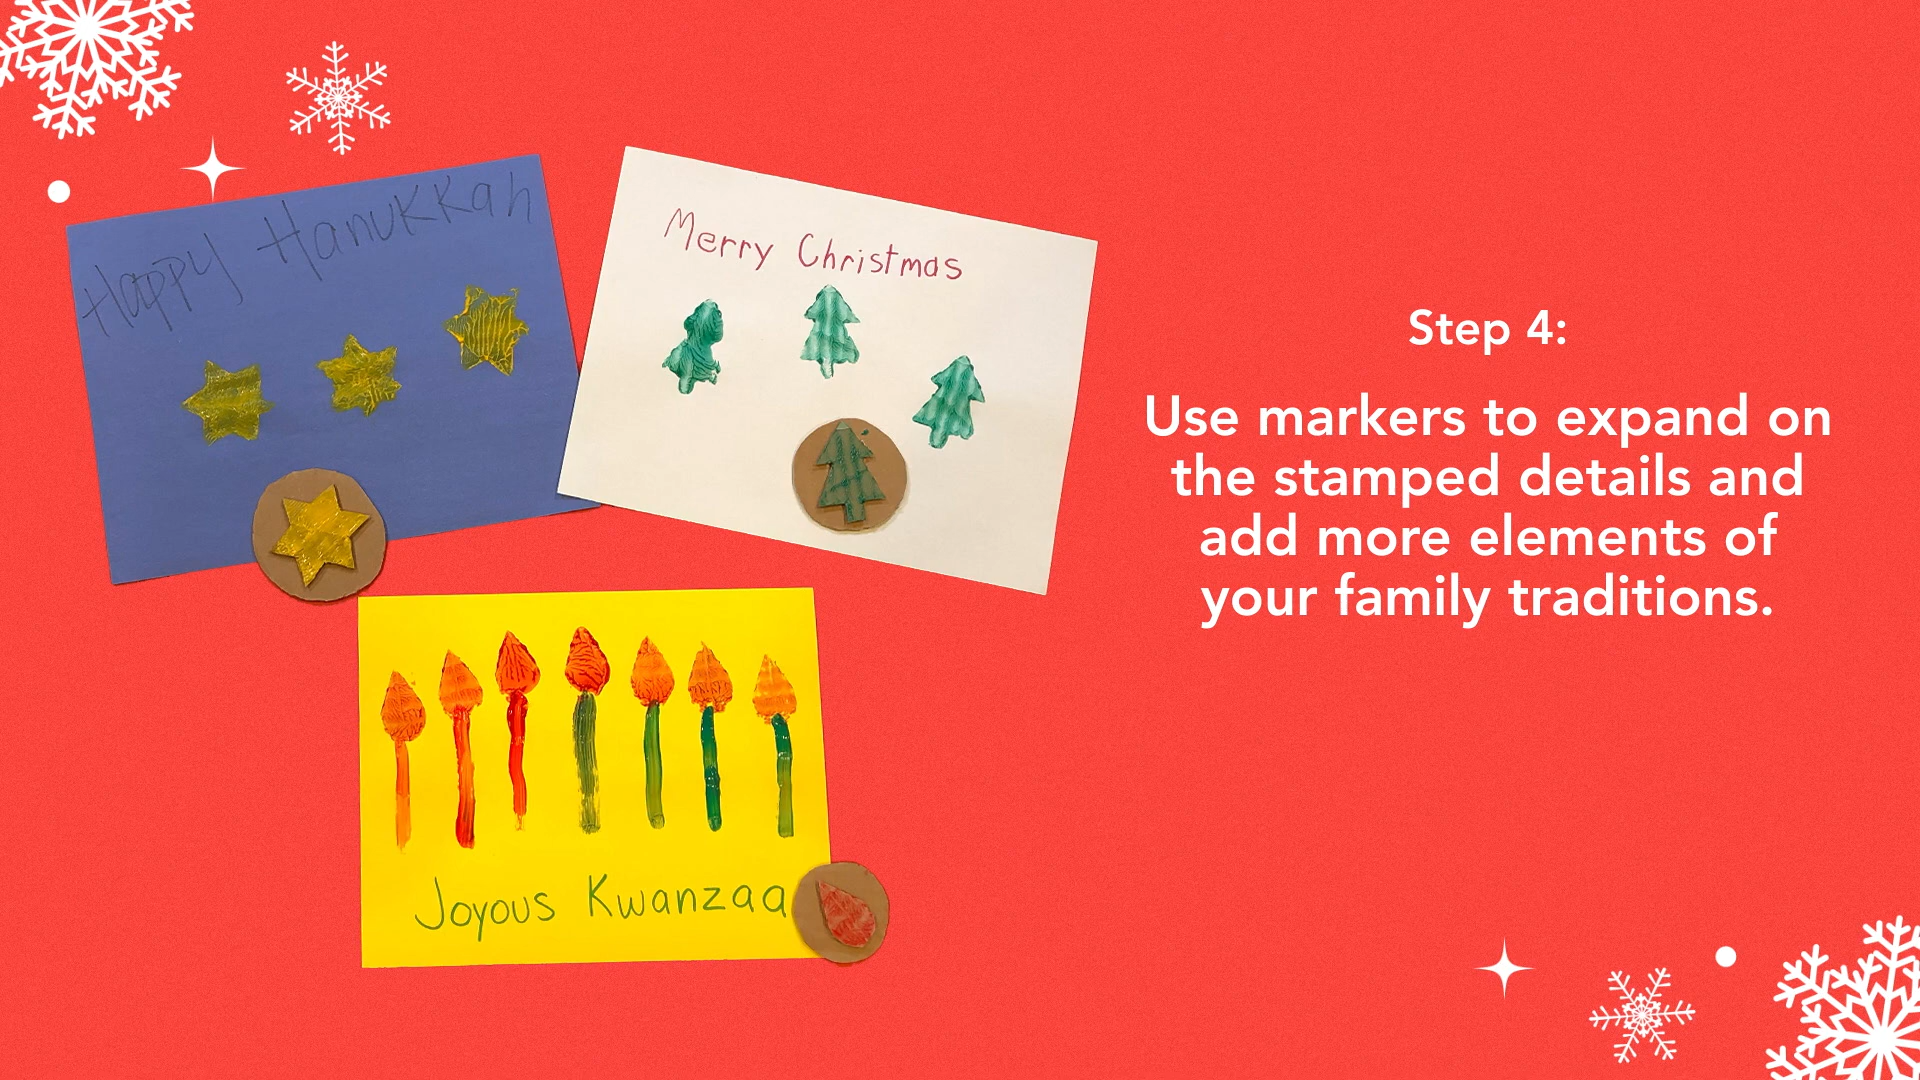 Happy Hanukkah
Merry Christmas
Joyous Kwanzaa
Step 4:
Use markers to expand on
the stamped details and
add more elements of
your family traditions.